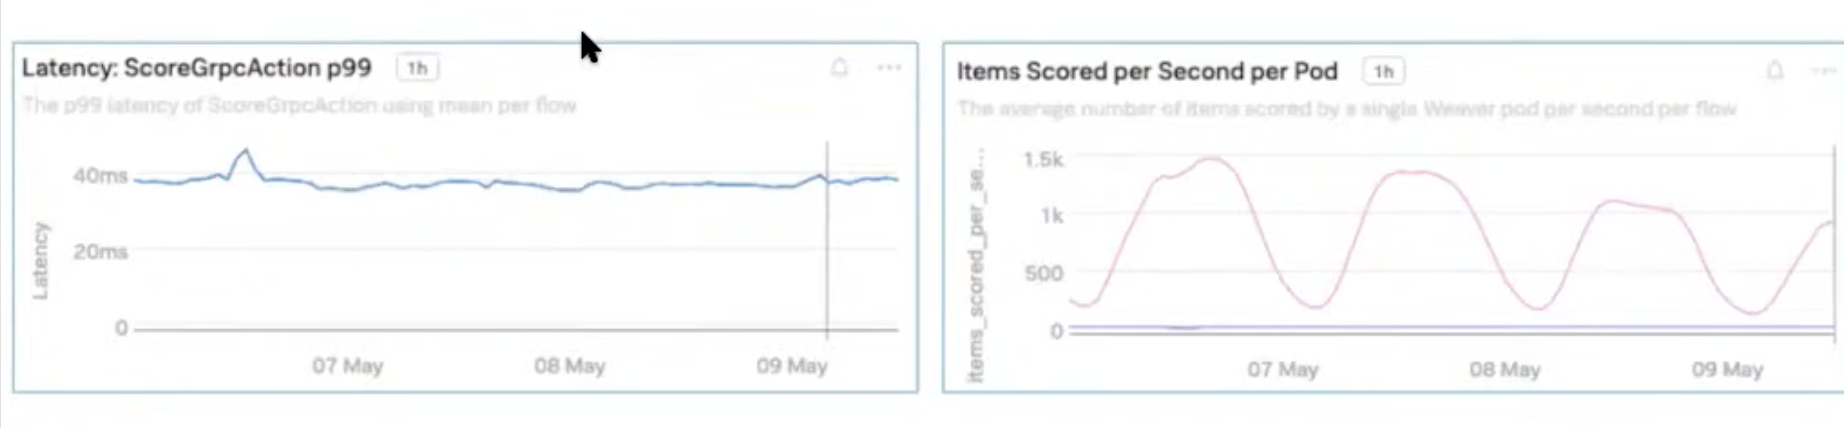 Latency: ScoreGrpcAction p99 1h
The p99 latency of ScoreGrpcAction using mean per flow
Latency
40ms
20ms
0
07 May 08 May 09 May
Items Scored per Second per Pod 1h
The average number of items scored by a single Weaver pod per second per flow
items_scored_per_se...
1.5k
1k
500
0
07 May 08 May 09 May